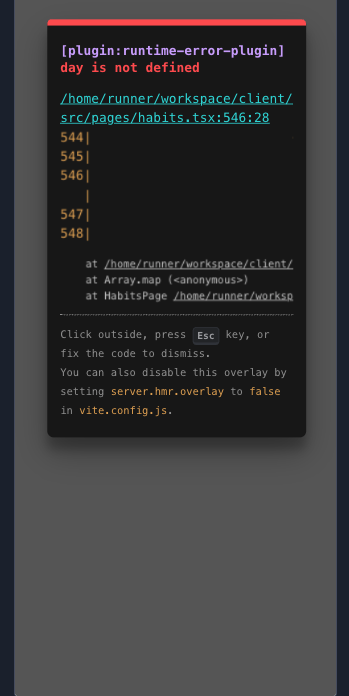 [plugin:runtime-error-plugin]
day is not defined
/home/runner/workspace/client/
src/pages/habits.tsx:546:28
544|
545|
546|
|
547|
548|
at /home/runner/workspace/client/
at Array.map (<anonymous>)
at HabitsPage /home/runner/worksp
Click outside, press Esc key, or
fix the code to dismiss.
You can also disable this overlay by
setting server.hmr.overlay to false
in vite.config.js.